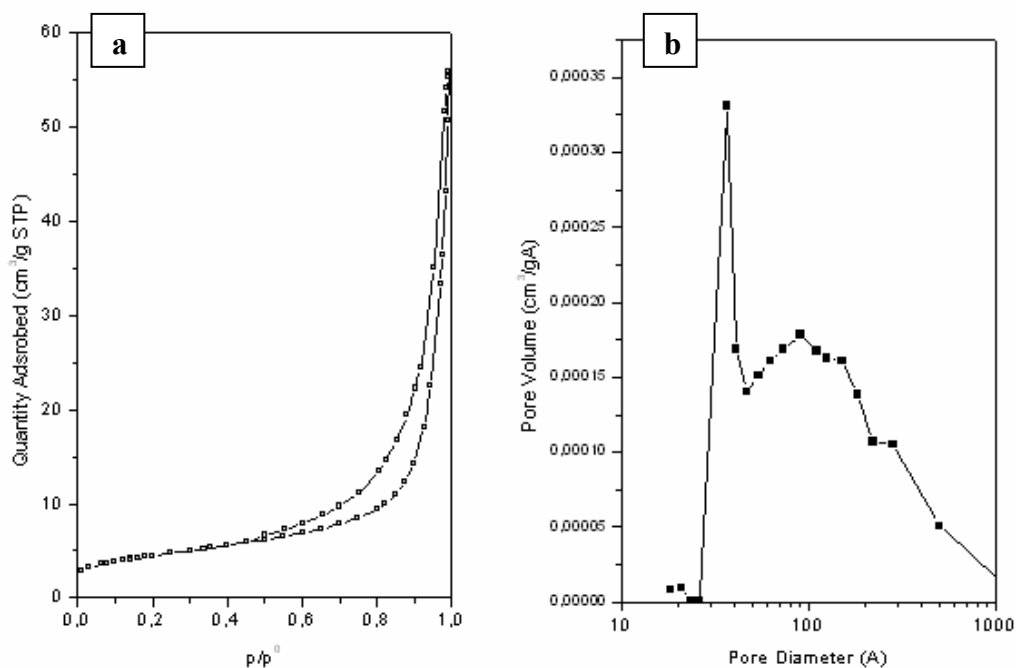 a
60
50
40
30
20
10
0
0,0 0,2 0,4 0,6 0,8 1,0
Quantity Adsrobed (cm³/g STP)
p/p⁰
b
0,00035
0,00030
0,00025
0,00020
0,00015
0,00010
0,00005
0,00000
10 100 1000
Pore Volume (cm³/gA)
Pore Diameter (A)